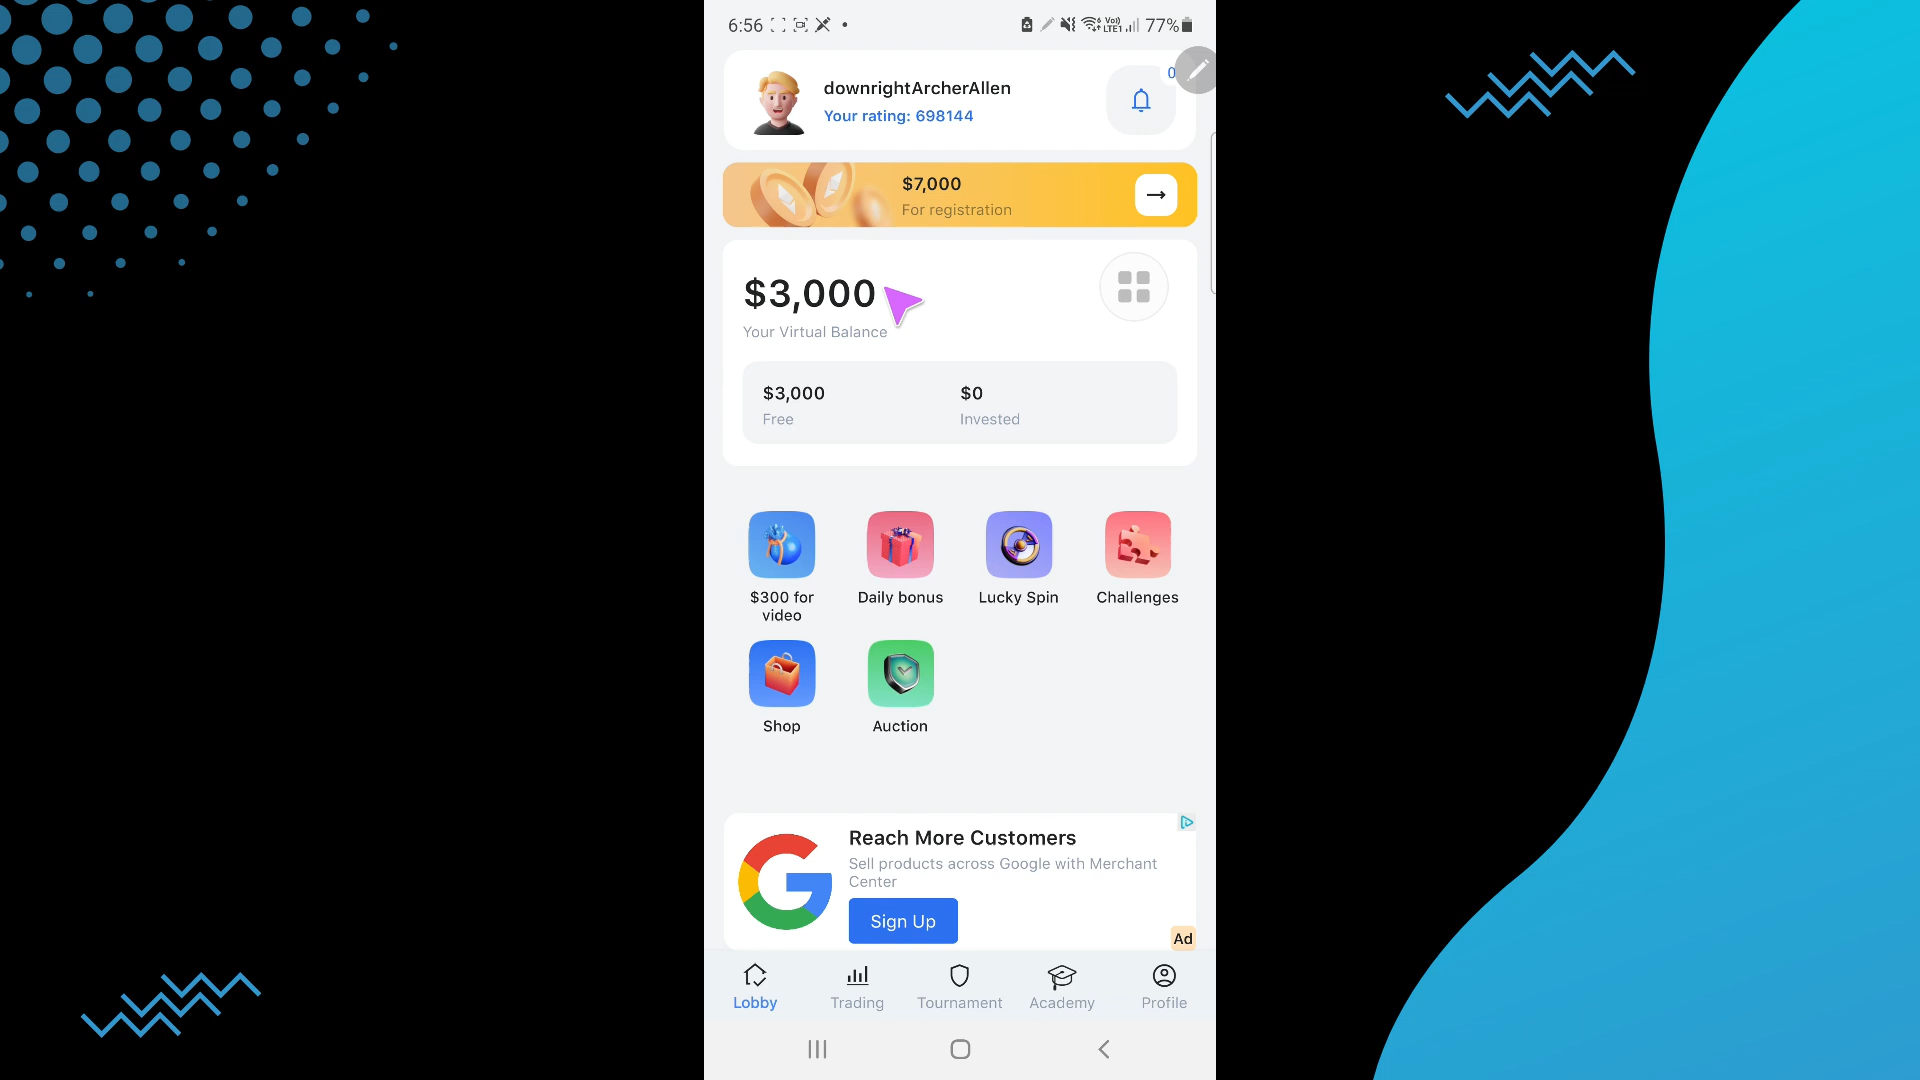 6:56
Vo))
LTE1
77%
downrightArcherAllen
0
Your rating: 698144
$7,000
For registration
$3,000
Your Virtual Balance
$3,000
$0
Free
Invested
$300 for
video
Daily bonus
Lucky Spin
Challenges
Shop
Auction
Reach More Customers
Sell products across Google with Merchant
Center
Sign Up
Ad
Lobby
Trading
Tournament
Academy
Profile